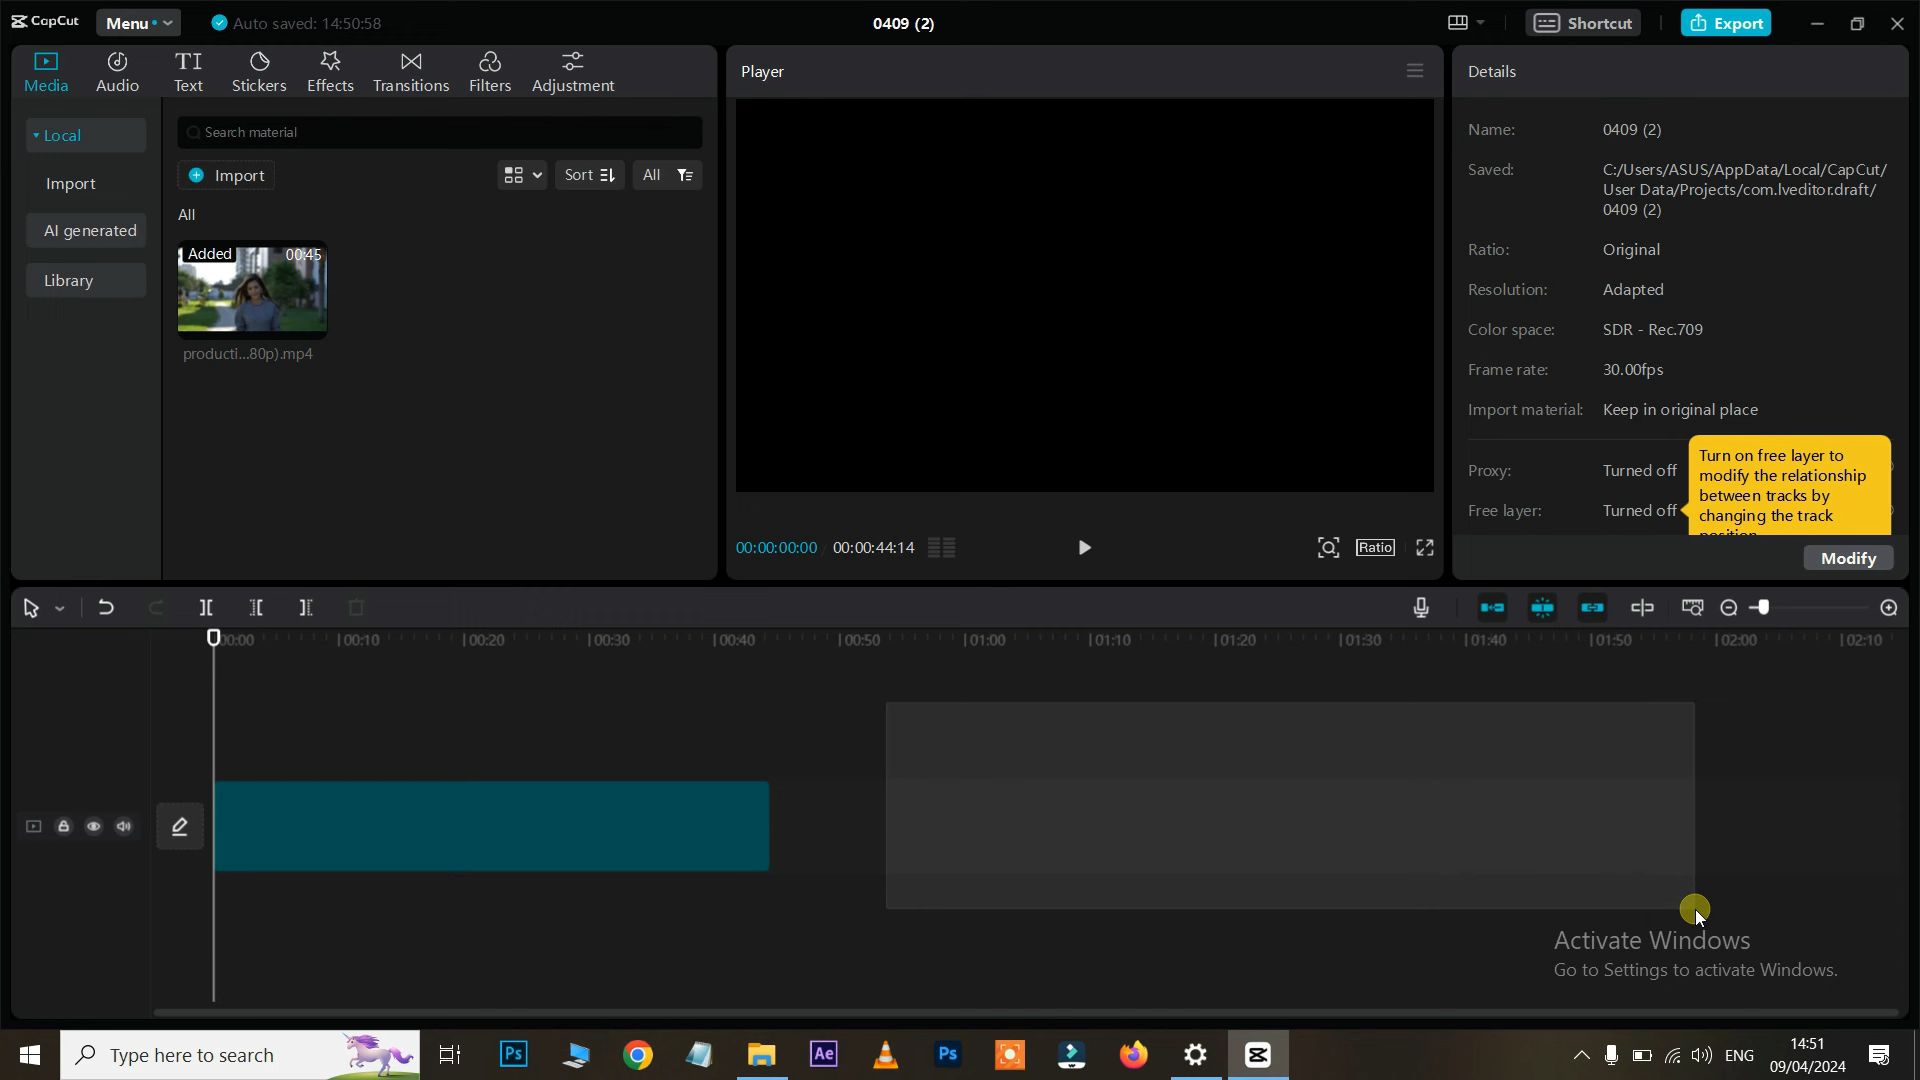 CapCut
Menu
Auto saved: 14:50:58
0409 (2)
Shortcut
Export
Media
Audio
TI
Text
Stickers
Effects
Transitions
Filters
Adjustment
Local
Import
AI generated
Library
Search material
Import
Sort
All
All
Added
00:45
producti...80p).mp4
Player
00:00:00:00
00:00:44:14
Ratio
Details
Name:
0409 (2)
Saved:
C:/Users/ASUS/AppData/Local/CapCut/
User Data/Projects/com.lveditor.draft/
0409 (2)
Ratio:
Original
Resolution:
Adapted
Color space:
SDR - Rec.709
Frame rate:
30.00fps
Import material:
Keep in original place
Proxy:
Turned off
Free layer:
Turned off
Turn on free layer to
modify the relationship
between tracks by
changing the track
Modify
00:00
00:10
00:20
00:30
00:40
00:50
01:00
01:10
01:20
01:30
01:40
01:50
02:00
02:10
Activate Windows
Go to Settings to activate Windows.
Type here to search
Ps
Ae
Ps
ENG
14:51
09/04/2024